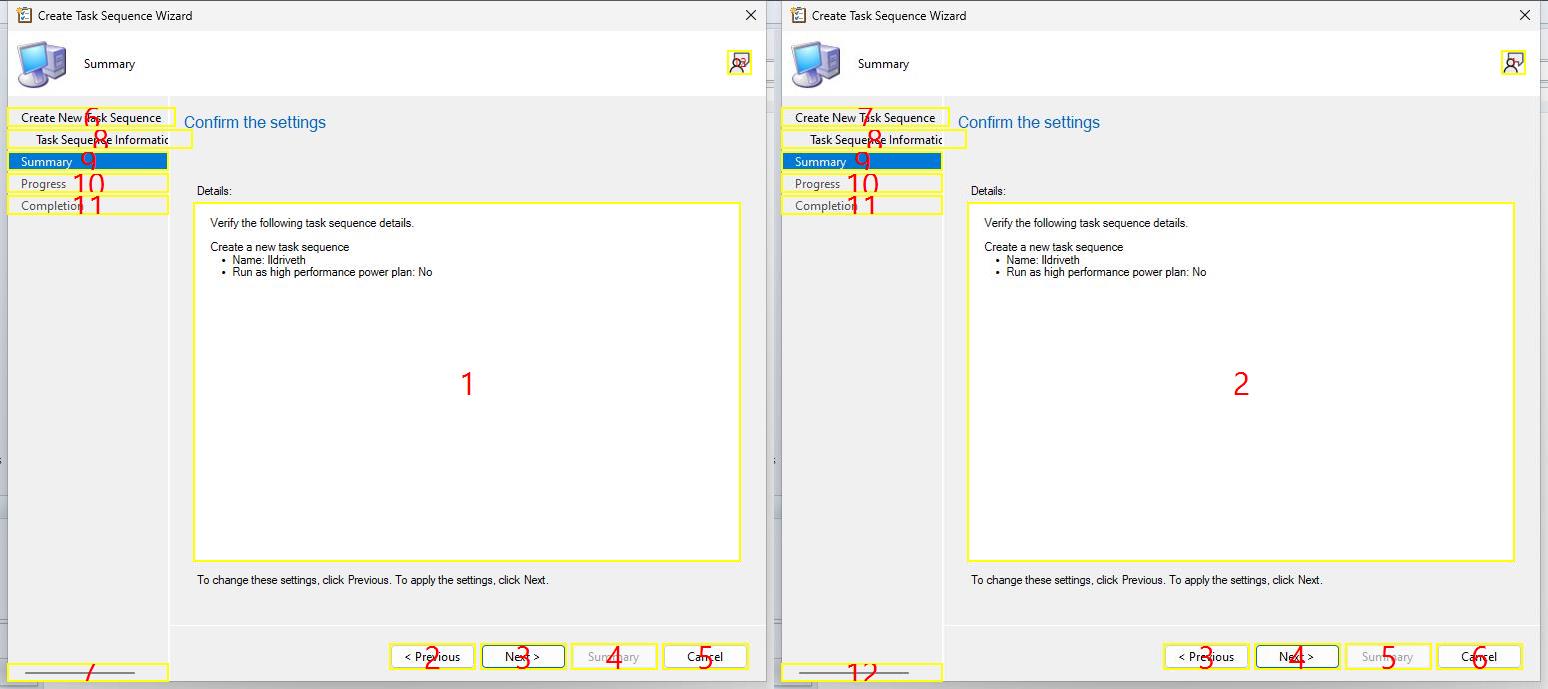 Create Task Sequence Wizard
Summary
Create New Task Sequence
6
Task Sequence Informatic
8
Summary
9
Progress
10
Completion
11
7
Confirm the settings
Details:
Verify the following task sequence details.
Create a new task sequence
• Name: Ildriveth
• Run as high performance power plan: No
1
To change these settings, click Previous. To apply the settings, click Next.
< Previous
2
Next >
3
Summary
4
Cancel
5
Create Task Sequence Wizard
Summary
Create New Task Sequence
7
Task Sequence Informatic
8
Summary
9
Progress
10
Completion
11
12
Confirm the settings
Details:
Verify the following task sequence details.
Create a new task sequence
• Name: Ildriveth
• Run as high performance power plan: No
2
To change these settings, click Previous. To apply the settings, click Next.
< Previous
3
Next >
4
Summary
5
Cancel
6